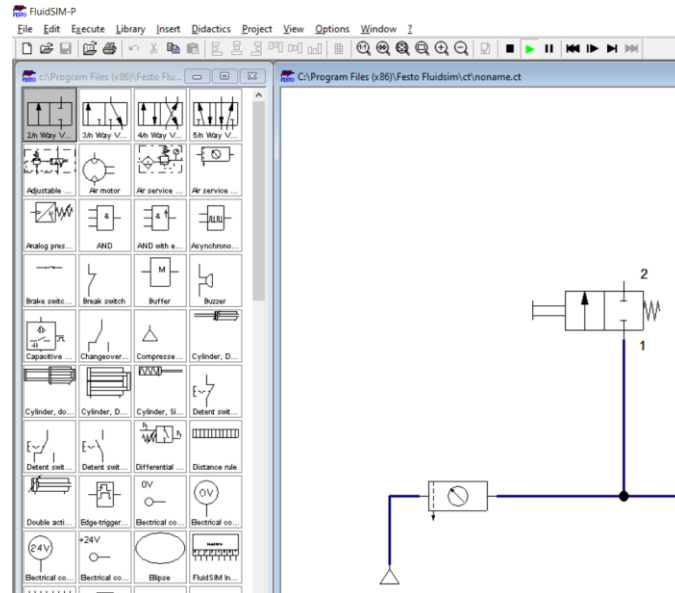 FluidSIM-P
File Edit Execute Library Insert Didactics Project View Options Window ?
c:\Program Files (x86)\Festo Flu...
C:\Program Files (x86)\Festo Fluidsim\ct\noname.ct
2/n Way V... 3/n Way V... 4/n Way V... 5/n Way V...
Adjustable ... Air motor Air service ... Air service ...
& & ↑
Analog pres... AND AND with e... Asynchrono...
M
Brake switc... Break switch Buffer Buzzer
Capacitive ... Changeover... Compresse... Cylinder, D...
Cylinder, do... Cylinder, D... Cylinder, Si... Detent swit...
Detent swit... Detent swit... Differential ... Distance rule
0V 0V
Double acti... Edge-trigger... Electrical co... Electrical co...
24V +24V
Electrical co... Electrical co... Ellipse FluidSIM In...
2
1